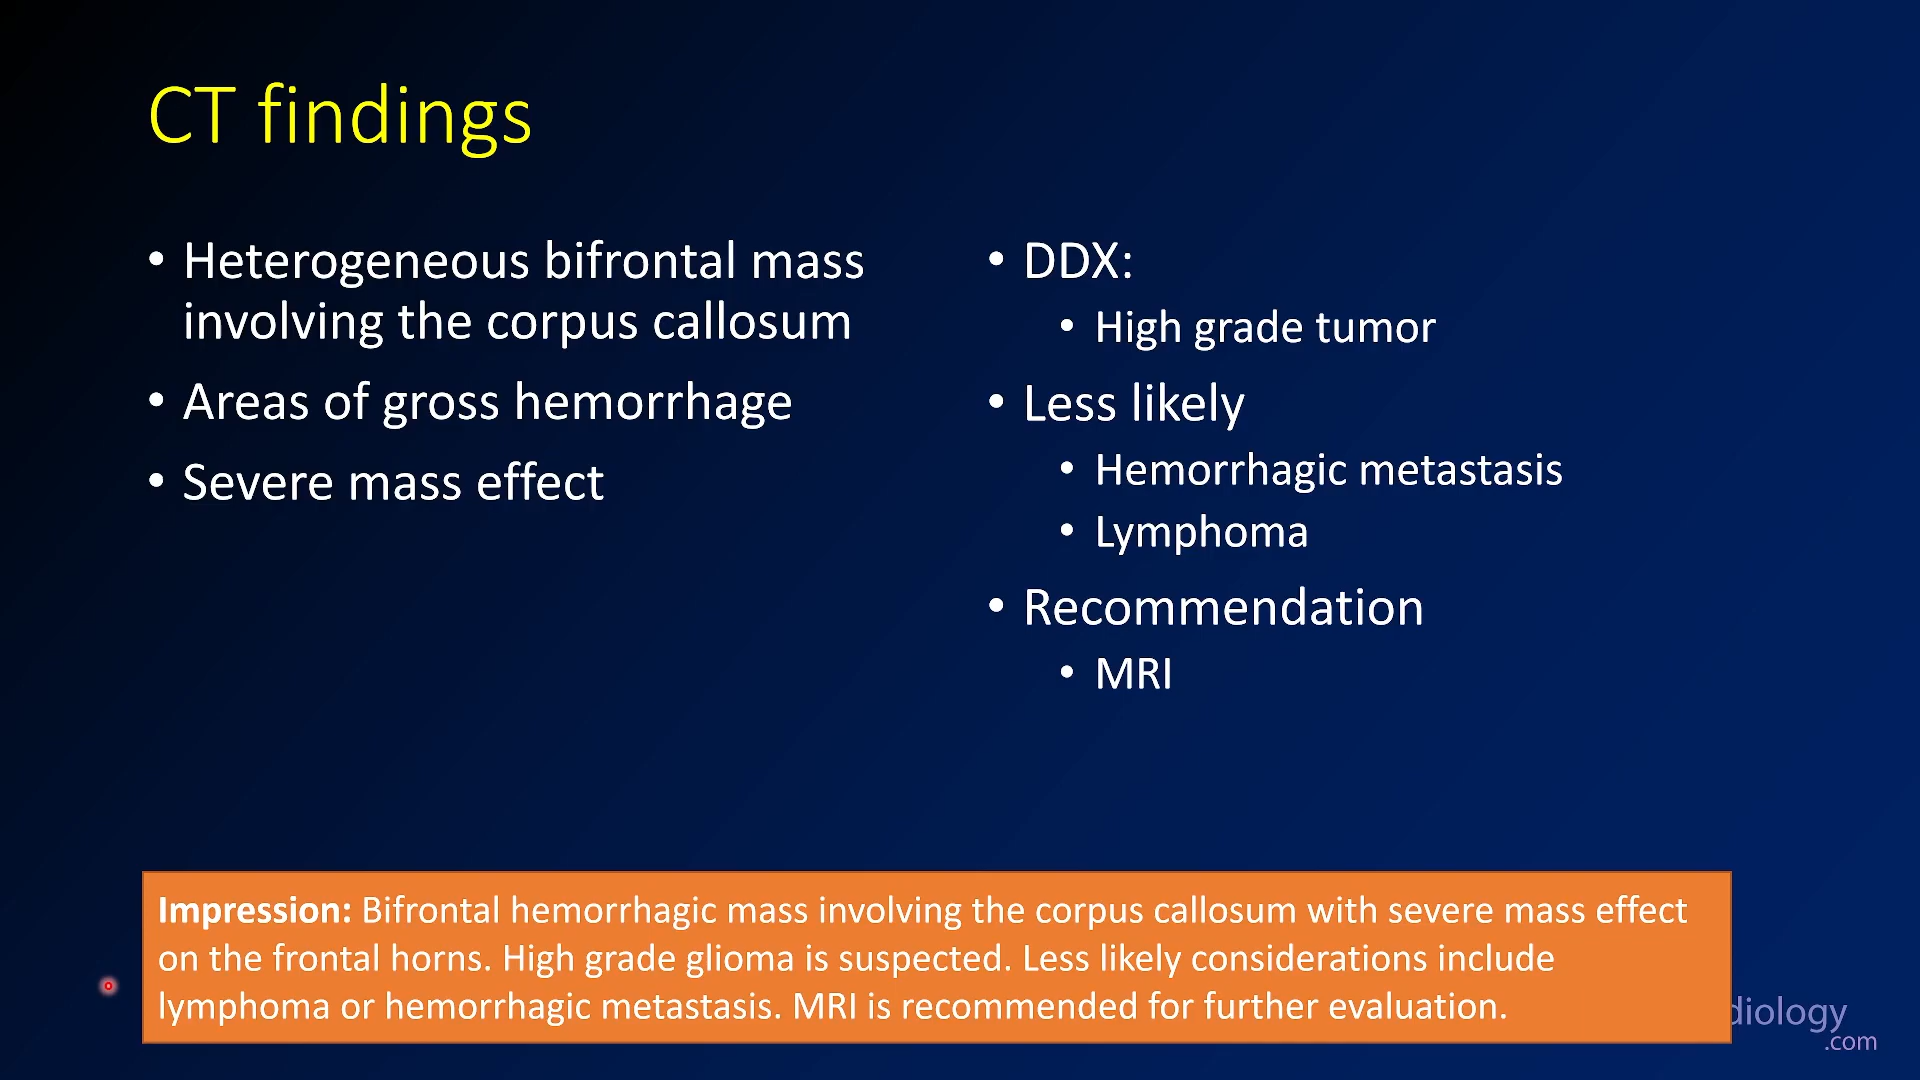 CT findings
• Heterogeneous bifrontal mass
involving the corpus callosum
• Areas of gross hemorrhage
• Severe mass effect
• DDX:
• High grade tumor
• Less likely
• Hemorrhagic metastasis
• Lymphoma
• Recommendation
• MRI
Impression: Bifrontal hemorrhagic mass involving the corpus callosum with severe mass effect
on the frontal horns. High grade glioma is suspected. Less likely considerations include
lymphoma or hemorrhagic metastasis. MRI is recommended for further evaluation.
diology
.com